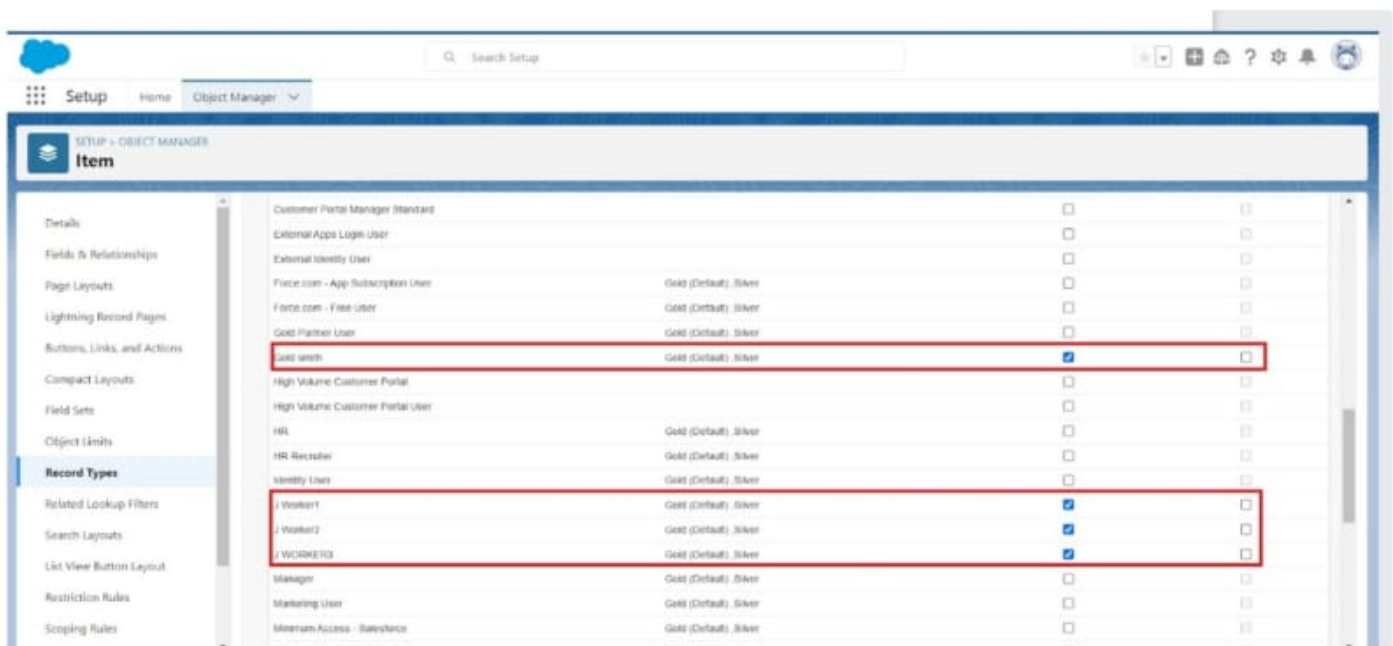 Search Setup
Setup Home Object Manager
SETUP > OBJECT MANAGER
Item
Details
Fields & Relationships
Page Layouts
Lightning Record Pages
Buttons, Links, and Actions
Compact Layouts
Field Sets
Object Limits
Record Types
Related Lookup Filters
Search Layouts
List View Button Layout
Restriction Rules
Scoping Rules
Customer Portal Manager Standard
External Apps Login User
External Identity User
Force.com - App Subscription User Gold (Default) ,Silver
Force.com - Free User Gold (Default) ,Silver
Gold Partner User Gold (Default) ,Silver
Gold smith Gold (Default) ,Silver
High Volume Customer Portal
High Volume Customer Portal User
HR Gold (Default) ,Silver
HR Recruiter Gold (Default) ,Silver
Identity User Gold (Default) ,Silver
J Worker1 Gold (Default) ,Silver
J Worker2 Gold (Default) ,Silver
J WORKER3 Gold (Default) ,Silver
Manager Gold (Default) ,Silver
Marketing User Gold (Default) ,Silver
Minimum Access - Salesforce Gold (Default) ,Silver